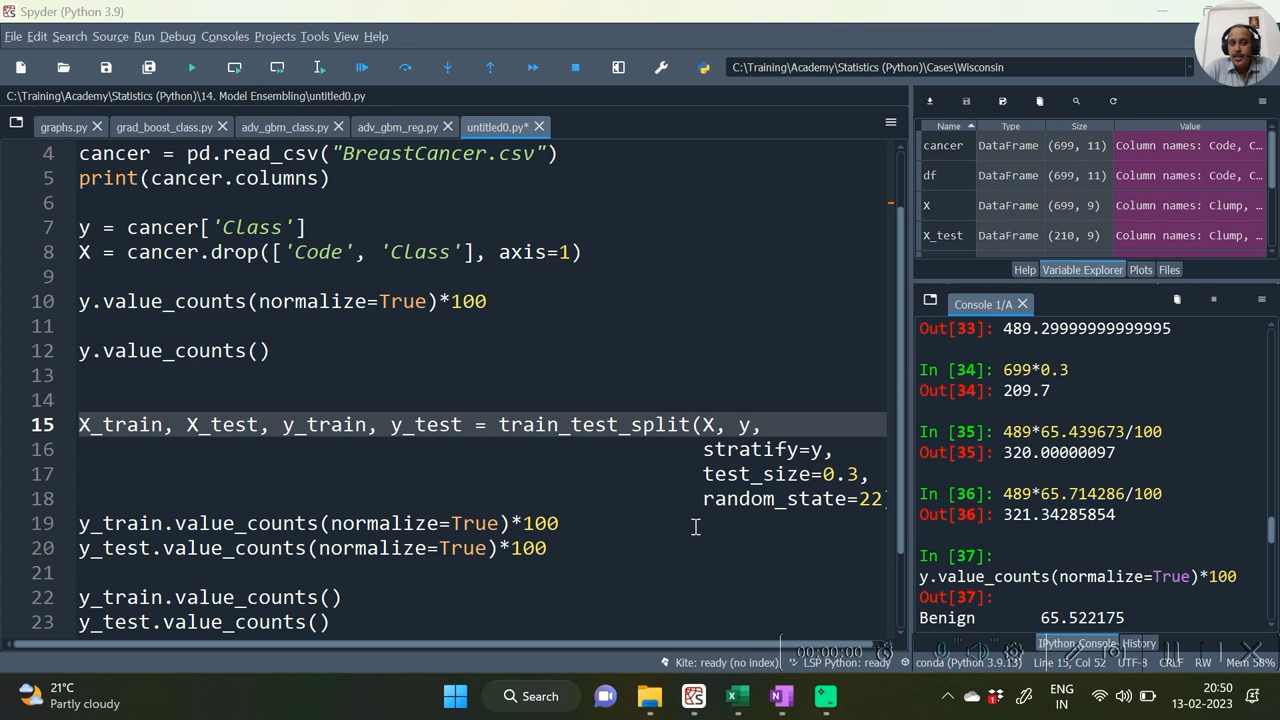 Spyder (Python 3.9)
File Edit Search Source Run Debug Consoles Projects Tools View Help
C:\Training\Academy\Statistics (Python)\Cases\Wisconsin
C:\Training\Academy\Statistics (Python)\14. Model Ensembling\untitled0.py
graphs.py grad_boost_class.py adv_gbm_class.py adv_gbm_reg.py untitled0.py*
4 cancer = pd.read_csv("BreastCancer.csv")
5 print(cancer.columns)
6
7 y = cancer['Class']
8 X = cancer.drop(['Code', 'Class'], axis=1)
9
10 y.value_counts(normalize=True)*100
11
12 y.value_counts()
13
14
15 X_train, X_test, y_train, y_test = train_test_split(X, y,
16 stratify=y,
17 test_size=0.3,
18 random_state=22
19 y_train.value_counts(normalize=True)*100
20 y_test.value_counts(normalize=True)*100
21
22 y_train.value_counts()
23 y_test.value_counts()
Name Type Size Value
cancer DataFrame (699, 11) Column names: Code, C...
df DataFrame (699, 11) Column names: Code, C...
X DataFrame (699, 9) Column names: Clump, ...
X_test DataFrame (210, 9) Column names: Clump, ...
Help Variable Explorer Plots Files
Console 1/A
Out[33]: 489.29999999999995
In [34]: 699*0.3
Out[34]: 209.7
In [35]: 489*65.439673/100
Out[35]: 320.00000097
In [36]: 489*65.714286/100
Out[36]: 321.34285854
In [37]:
y.value_counts(normalize=True)*100
Out[37]:
Benign 65.522175
IPython Console History
00:00:00
Kite: ready (no index) LSP Python: ready conda (Python 3.9.13) Line 15, Col 52 UTF-8 CRLF RW Mem 58%
21°C
Partly cloudy
Search
ENG
IN
20:50
13-02-2023